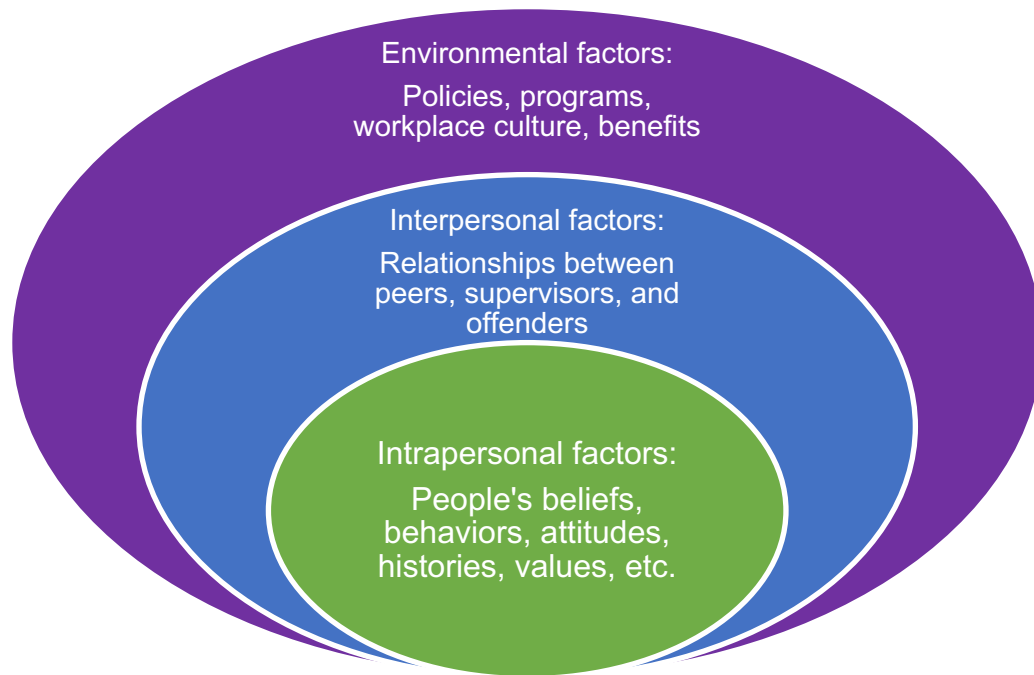 Environmental factors:
Policies, programs,
workplace culture, benefits
Interpersonal factors:
Relationships between
peers, supervisors, and
offenders
Intrapersonal factors:
People's beliefs,
behaviors, attitudes,
histories, values, etc.